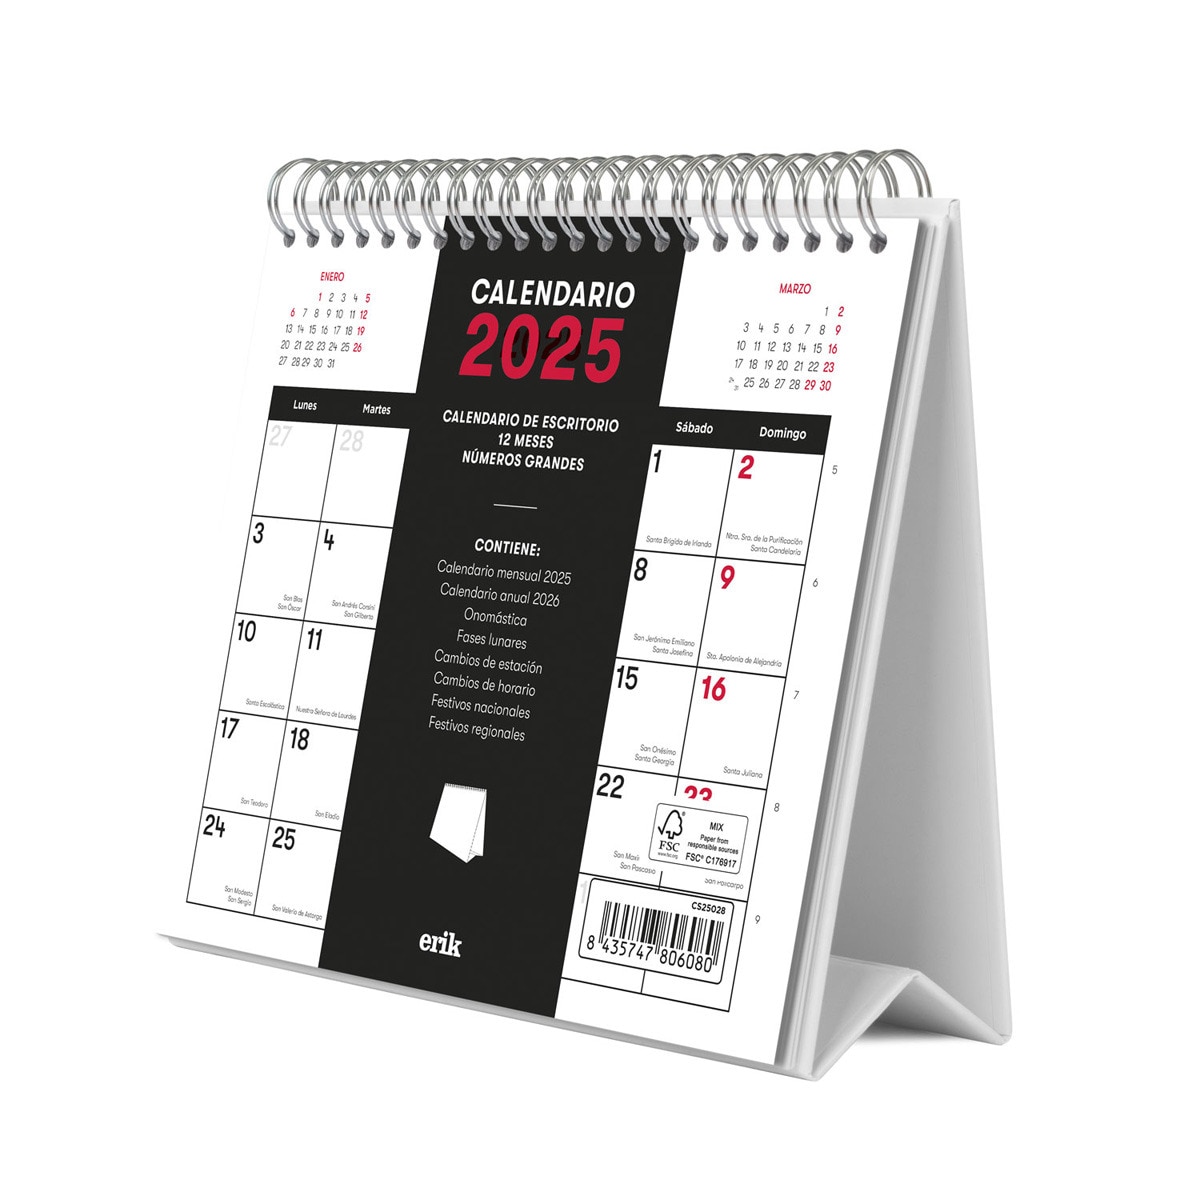 ENERO
1 2 3 4 5
6 7 8 9 10 11 12
13 14 15 16 17 18 19
20 21 22 23 24 25 26
27 28 29 30 31
CALENDARIO
2025
CALENDARIO DE ESCRITORIO
12 MESES
NÚMEROS GRANDES
CONTIENE:
Calendario mensual 2025
Calendario anual 2026
Onomástica
Fases lunares
Cambios de estación
Cambios de horario
Festivos nacionales
Festivos regionales
erik
MARZO
1 2
3 4 5 6 7 8 9
10 11 12 13 14 15 16
17 18 19 20 21 22 23
24 31 25 26 27 28 29 30
Lunes Martes
27 28
3 4
San Blas
San Óscar
San Andrés Corsini
San Gilberto
10 11
Santa Escolástica
Nuestra Señora de Lourdes
17 18
San Teodoro
San Eladio
24 25
San Modesto
San Sergio
San Valerio de Astorga
Sábado Domingo
1 2 5
Santa Brígida de Irlanda
Ntra. Sra. de la Purificación
Santa Candelaria
8 9 6
San Jerónimo Emiliano
Santa Josefina
Sta. Apolonia de Alejandría
15 16 7
San Onésimo
Santa Georgia
Santa Juliana
22 23 8
San Maxi
San Pascasio
San Policarpo
FSC
www.fsc.org
MIX
Paper from
responsible sources
FSC® C176917
1 9
CS25028
8 435747 806080